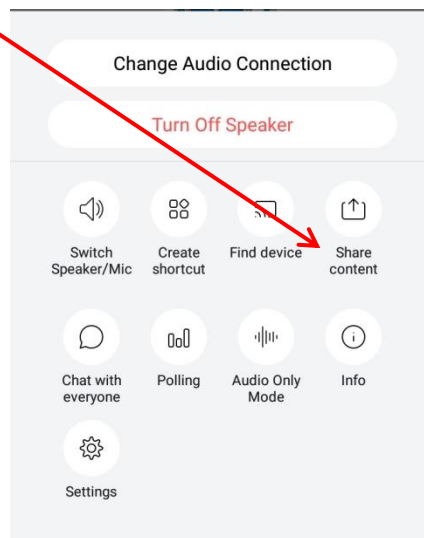 Change Audio Connection
Turn Off Speaker
Switch Speaker/Mic
Create shortcut
Find device
Share content
Chat with everyone
Polling
Audio Only Mode
Info
Settings